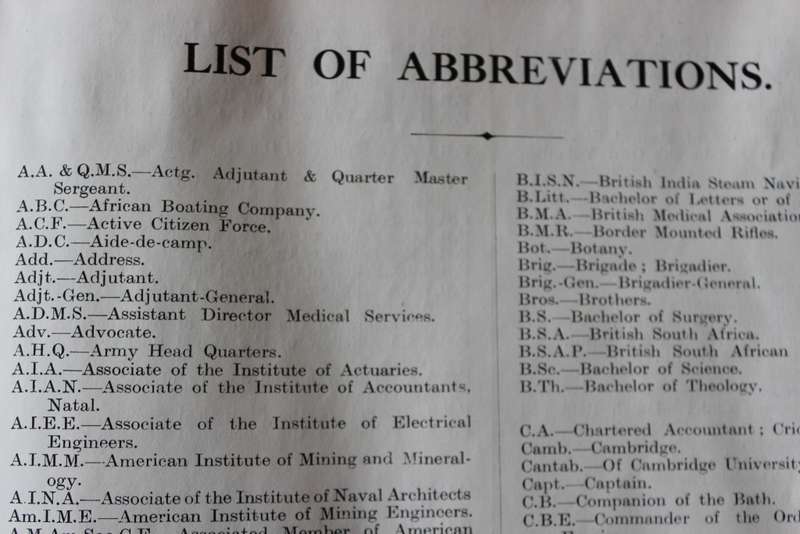 LIST OF ABBREVIATIONS.
A.A. & Q.M.S.—Actg. Adjutant & Quarter Master
Sergeant.
A.B.C.—African Boating Company.
A.C.F.—Active Citizen Force.
A.D.C.—Aide-de-camp.
Add.—Address.
Adjt.—Adjutant.
Adjt.-Gen.—Adjutant-General.
A.D.M.S.—Assistant Director Medical Services.
Adv.—Advocate.
A.H.Q.—Army Head Quarters.
A.I.A.—Associate of the Institute of Actuaries.
A.I.A.N.—Associate of the Institute of Accountants,
Natal.
A.I.E.E.—Associate of the Institute of Electrical
Engineers.
A.I.M.M.—American Institute of Mining and Mineral-
ogy.
A.I.N.A.—Associate of the Institute of Naval Architects
Am.I.M.E.—American Institute of Mining Engineers.
Associated Member of American
B.I.S.N.—British India Steam Navi
B.Litt.—Bachelor of Letters or of
B.M.A.—British Medical Association
B.M.R.—Border Mounted Rifles.
Bot.—Botany.
Brig.—Brigade ; Brigadier.
Brig.-Gen.—Brigadier-General.
Bros.—Brothers.
B.S.—Bachelor of Surgery.
B.S.A.—British South Africa.
B.S.A.P.—British South African
B.Sc.—Bachelor of Science.
B.Th.—Bachelor of Theology.
C.A.—Chartered Accountant ; Cric
Camb.—Cambridge.
Cantab.—Of Cambridge University
Capt.—Captain.
C.B.—Companion of the Bath.
C.B.E.—Commander of the Ord